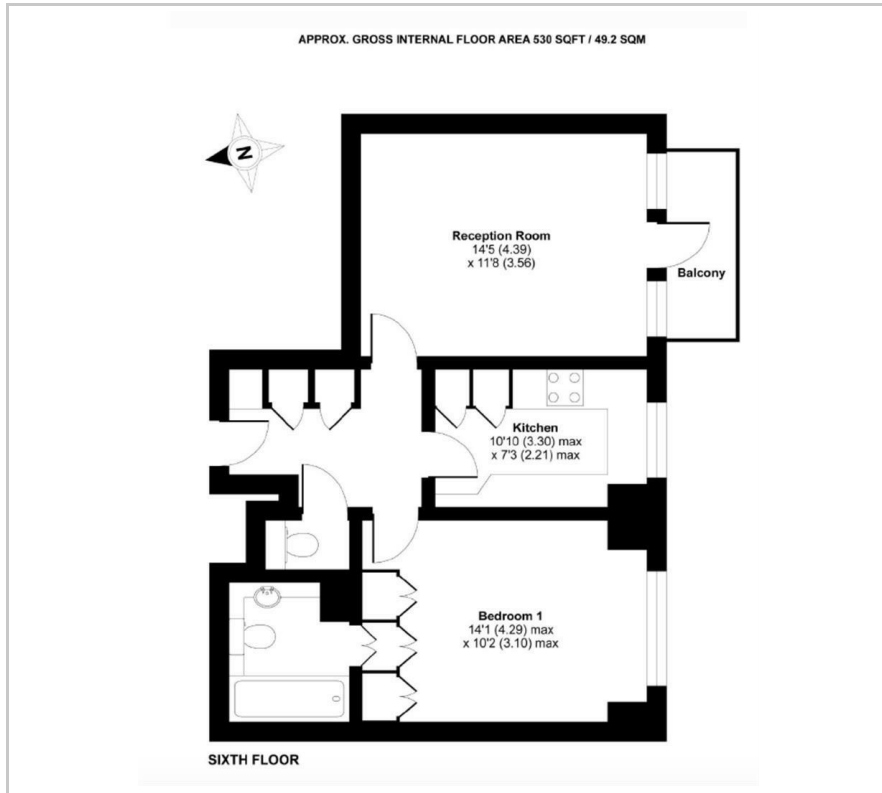 APPROX. GROSS INTERNAL FLOOR AREA 530 SQFT / 49.2 SQM
N
Reception Room
14'5 (4.39)
x 11'8 (3.56)
Balcony
Kitchen
10'10 (3.30) max
x 7'3 (2.21) max
Bedroom 1
14'1 (4.29) max
x 10'2 (3.10) max
SIXTH FLOOR